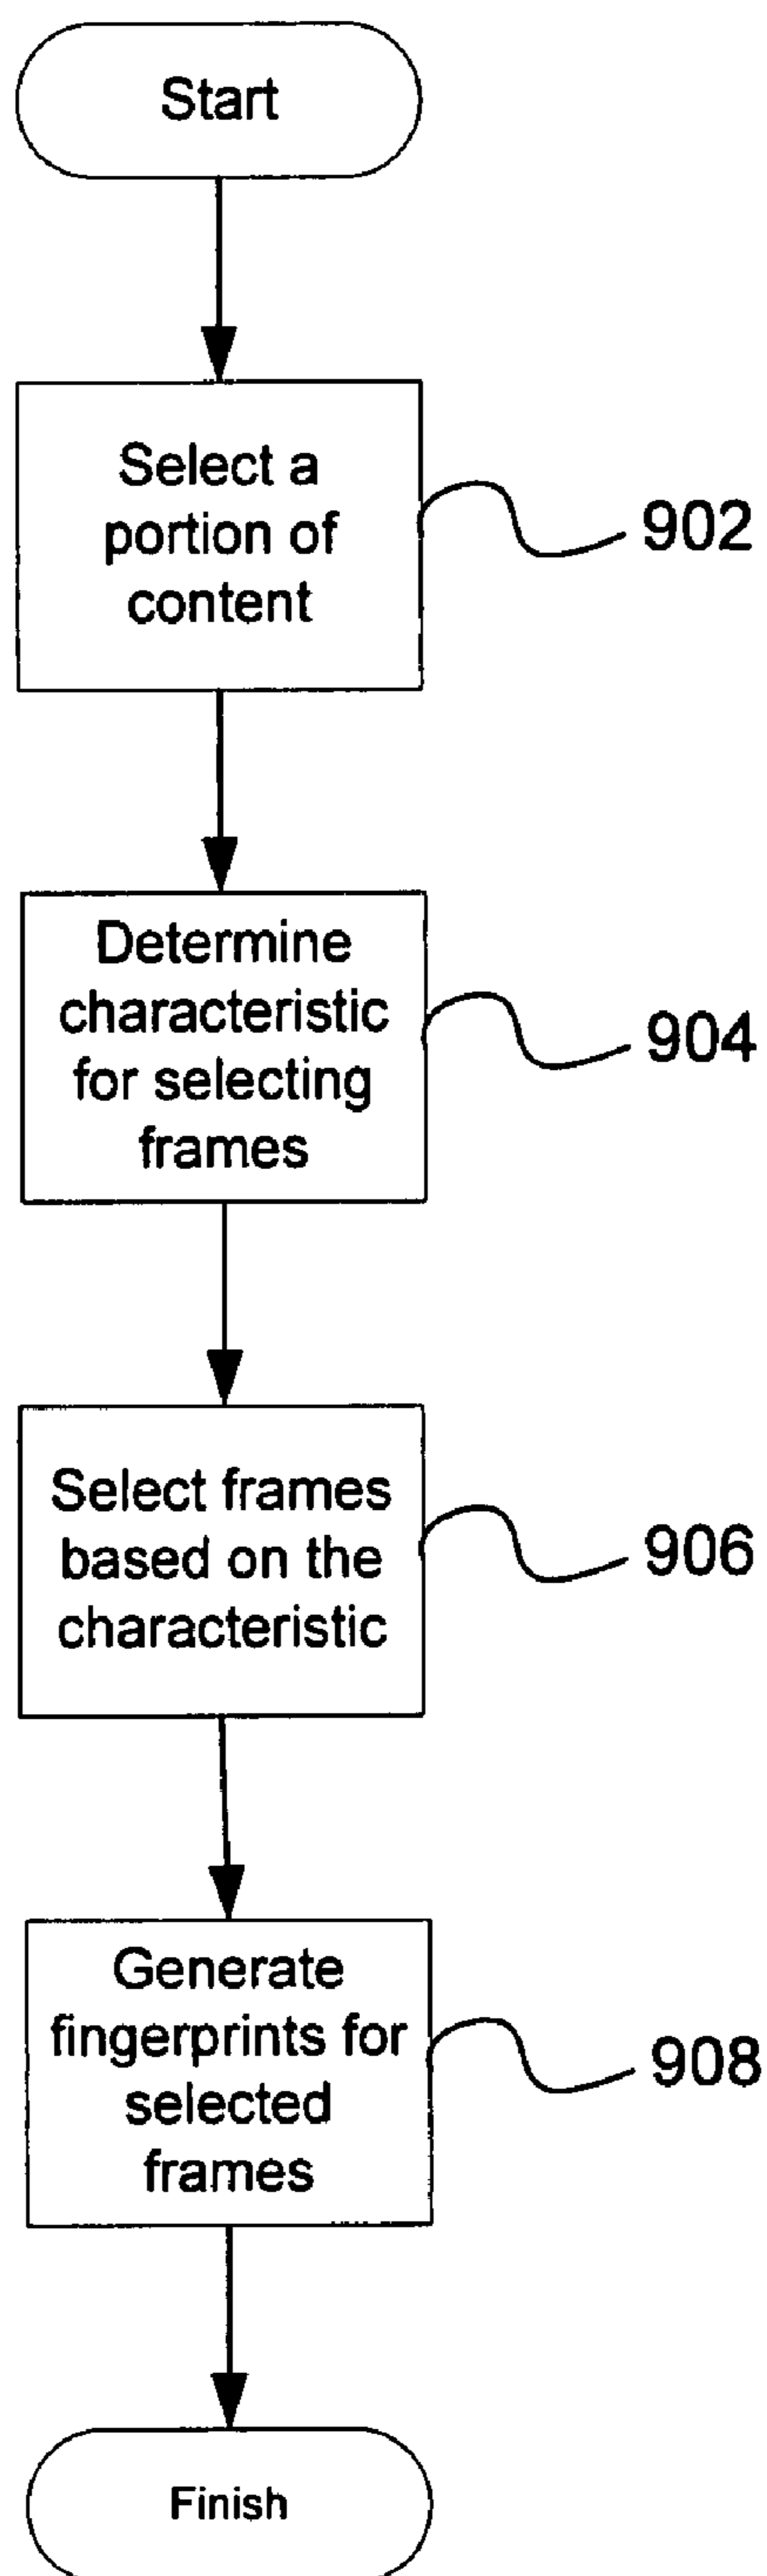 Start
Select a
portion of
content
902
Determine
characteristic
for selecting
frames
904
Select frames
based on the
characteristic
906
Generate
fingerprints for
selected
frames
908
Finish